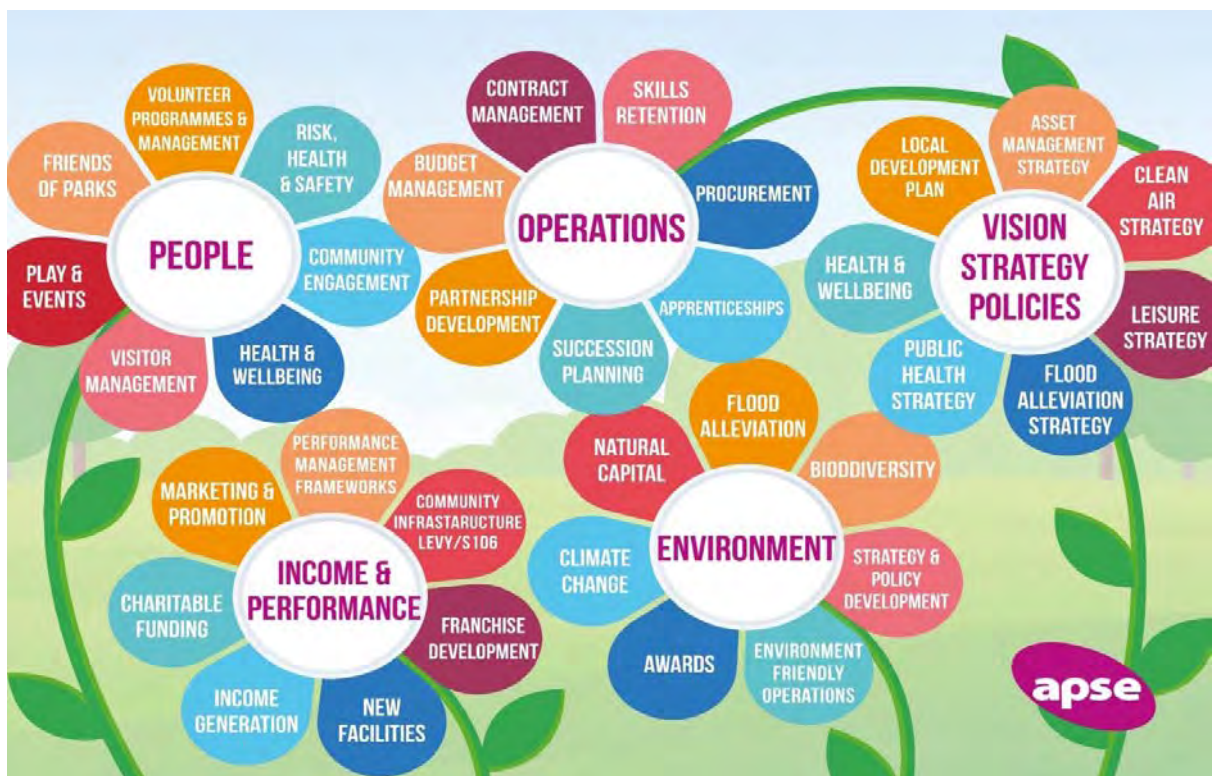 PEOPLE
VOLUNTEER
PROGRAMMES &
MANAGEMENT
RISK,
HEALTH
& SAFETY
COMMUNITY
ENGAGEMENT
HEALTH &
WELLBEING
VISITOR
MANAGEMENT
PLAY &
EVENTS
FRIENDS
OF PARKS
OPERATIONS
CONTRACT
MANAGEMENT
SKILLS
RETENTION
PROCUREMENT
APPRENTICESHIPS
SUCCESSION
PLANNING
PARTNERSHIP
DEVELOPMENT
BUDGET
MANAGEMENT
VISION
STRATEGY
POLICIES
LOCAL
DEVELOPMENT
PLAN
ASSET
MANAGEMENT
STRATEGY
CLEAN
AIR
STRATEGY
LEISURE
STRATEGY
FLOOD
ALLEVIATION
STRATEGY
PUBLIC
HEALTH
STRATEGY
HEALTH &
WELLBEING
INCOME &
PERFORMANCE
PERFORMANCE
MANAGEMENT
FRAMEWORKS
COMMUNITY
INFRASTARUCTURE
LEVY/S106
FRANCHISE
DEVELOPMENT
NEW
FACILITIES
INCOME
GENERATION
CHARITABLE
FUNDING
MARKETING &
PROMOTION
ENVIRONMENT
FLOOD
ALLEVIATION
BIODDIVERSITY
STRATEGY &
POLICY
DEVELOPMENT
ENVIRONMENT
FRIENDLY
OPERATIONS
AWARDS
CLIMATE
CHANGE
NATURAL
CAPITAL
apse